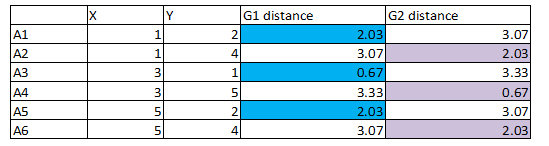 X Y G1 distance G2 distance
A1 1 2 2.03 3.07
A2 1 4 3.07 2.03
A3 3 1 0.67 3.33
A4 3 5 3.33 0.67
A5 5 2 2.03 3.07
A6 5 4 3.07 2.03